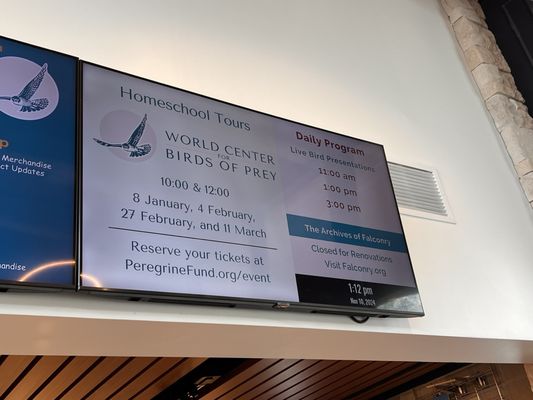 Merchandise
ct Updates
handise
Homeschool Tours
WORLD CENTER
FOR
BIRDS OF PREY
10:00 & 12:00
8 January, 4 February,
27 February, and 11 March
Reserve your tickets at
PeregrineFund.org/event
Daily Program
Live Bird Presentations
11:00 am
1:00 pm
3:00 pm
The Archives of Falconry
Closed for Renovations
Visit Falconry.org
1:12 pm
Nov 10, 2024